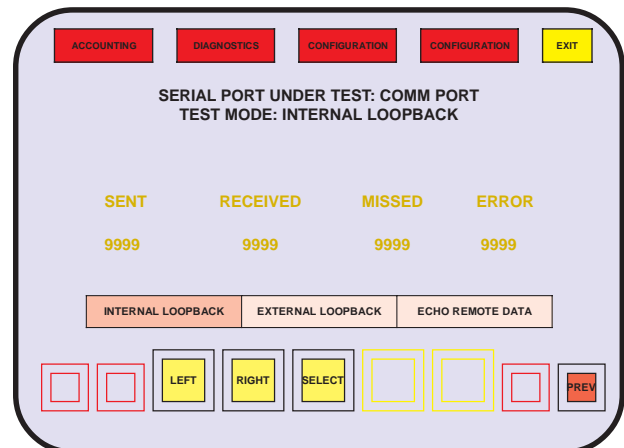 ACCOUNTING DIAGNOSTICS CONFIGURATION CONFIGURATION EXIT
SERIAL PORT UNDER TEST: COMM PORT
TEST MODE: INTERNAL LOOPBACK
SENT RECEIVED MISSED ERROR
9999 9999 9999 9999
INTERNAL LOOPBACK EXTERNAL LOOPBACK ECHO REMOTE DATA
LEFT RIGHT SELECT PREV